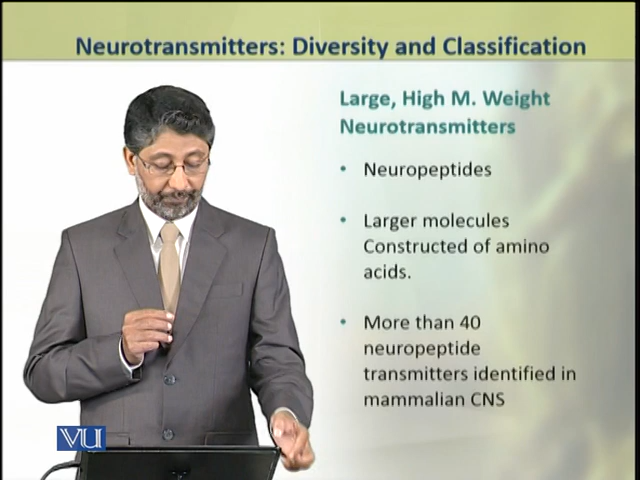 Neurotransmitters: Diversity and Classification
Large, High M. Weight
Neurotransmitters
• Neuropeptides
• Larger molecules
Constructed of amino
acids.
• More than 40
neuropeptide
transmitters identified in
mammalian CNS
VU